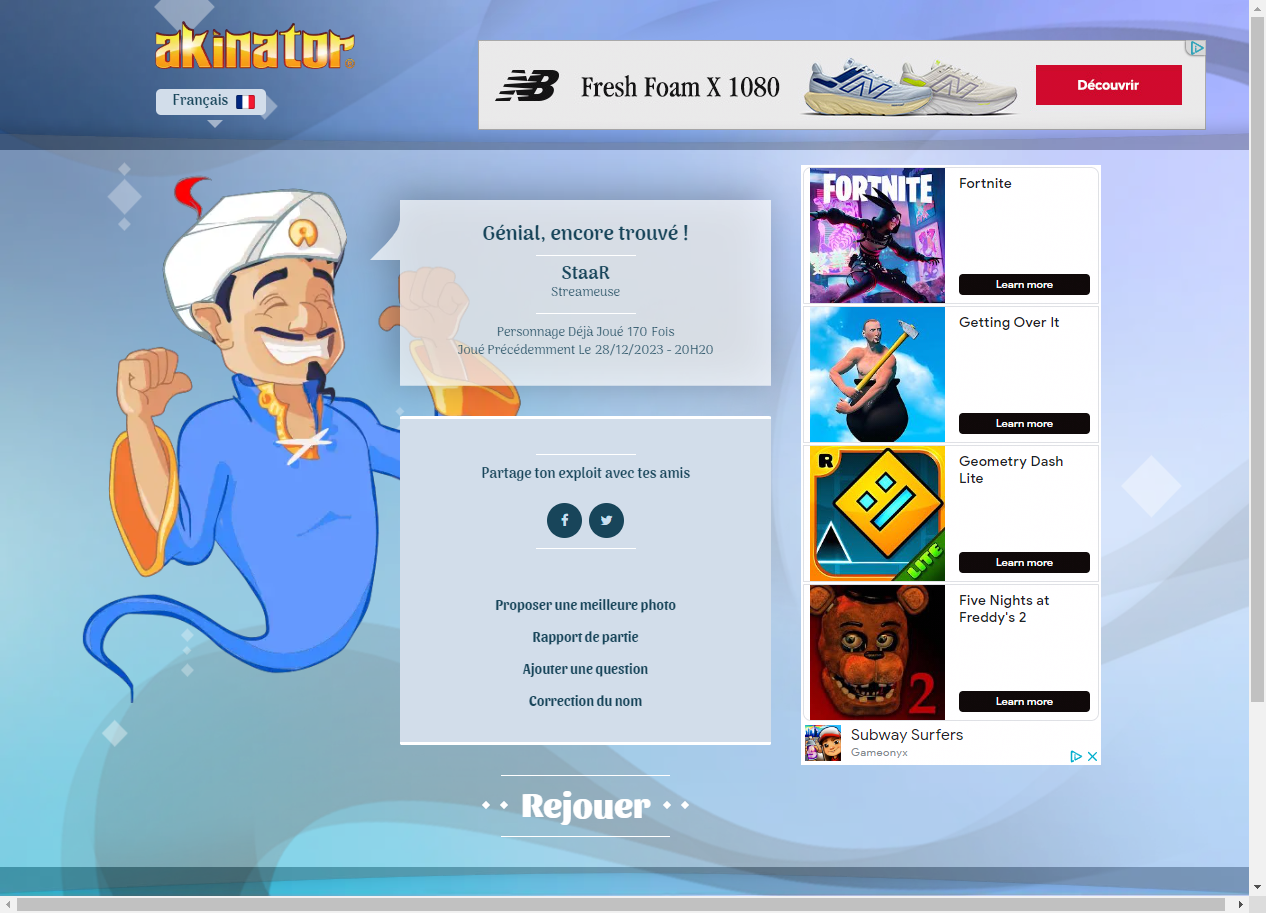 akinator
Français
NB
Fresh Foam X 1080
Découvrir
Génial, encore trouvé !
StaaR
Streameuse
Personnage Déjà Joué 170 Fois
Joué Précédemment Le 28/12/2023 - 20H20
Partage ton exploit avec tes amis
Proposer une meilleure photo
Rapport de partie
Ajouter une question
Correction du nom
Rejouer
FORTNITE
Fortnite
Learn more
Getting Over It
Learn more
R
LITE
Geometry Dash
Lite
Learn more
2
Five Nights at
Freddy's 2
Learn more
Subway Surfers
Gameonyx